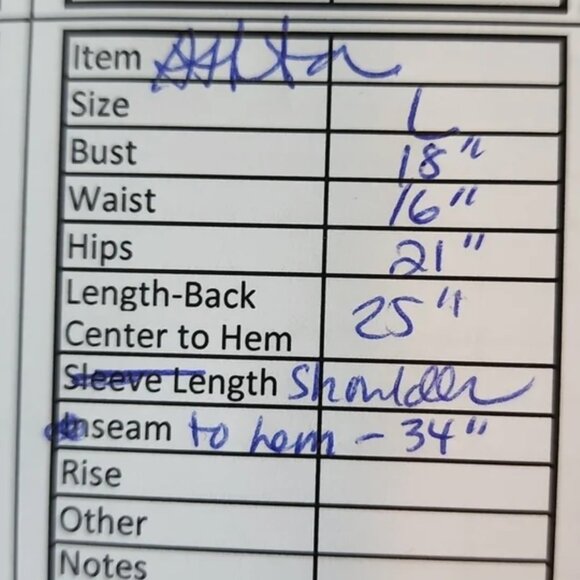 Item
Size L
Bust 18"
Waist 16"
Hips 21"
Length-Back 25"
Center to Hem
Sleeve Length Shoulder
Inseam to hem - 34"
Rise
Other
Notes